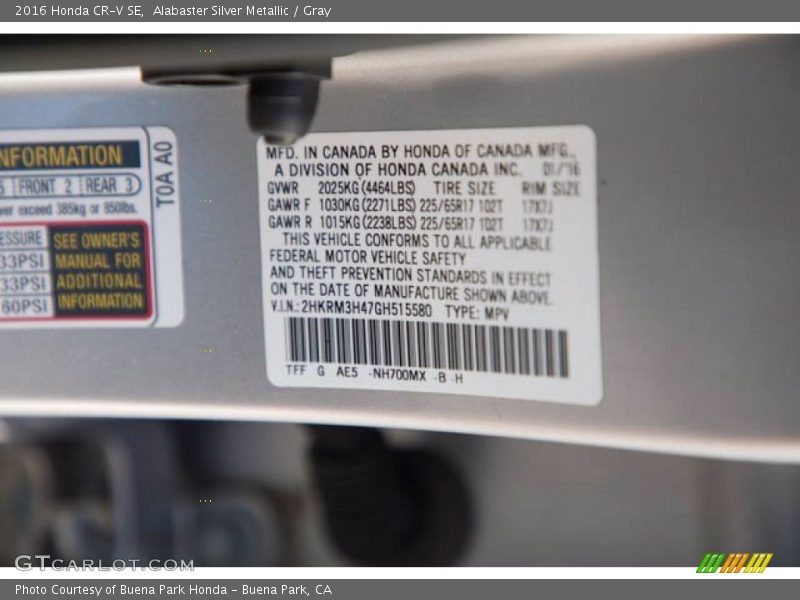 2016 Honda CR-V SE,  Alabaster Silver Metallic / Gray
NFORMATION
5 FRONT 2 REAR 3
ver exceed 385kg or 850lbs.
ESSURE
33PSI
33PSI
60PSI
SEE OWNER'S
MANUAL FOR
ADDITIONAL
INFORMATION
T0A A0
MFD. IN CANADA BY HONDA OF CANADA MFG.,
A DIVISION OF HONDA CANADA INC. 01/16
GVWR 2025KG(4464LBS) TIRE SIZE RIM SIZE
GAWR F 1030KG(2271LBS) 225/65R17 102T 17X7J
GAWR R 1015KG(2238LBS) 225/65R17 102T 17X7J
THIS VEHICLE CONFORMS TO ALL APPLICABLE
FEDERAL MOTOR VEHICLE SAFETY
AND THEFT PREVENTION STANDARDS IN EFFECT
ON THE DATE OF MANUFACTURE SHOWN ABOVE.
V.I.N.:2HKRM3H47GH515580 TYPE: MPV
TFF G AE5 -NH700MX -B -H
GTCARLOT.COM
Photo Courtesy of Buena Park Honda - Buena Park, CA